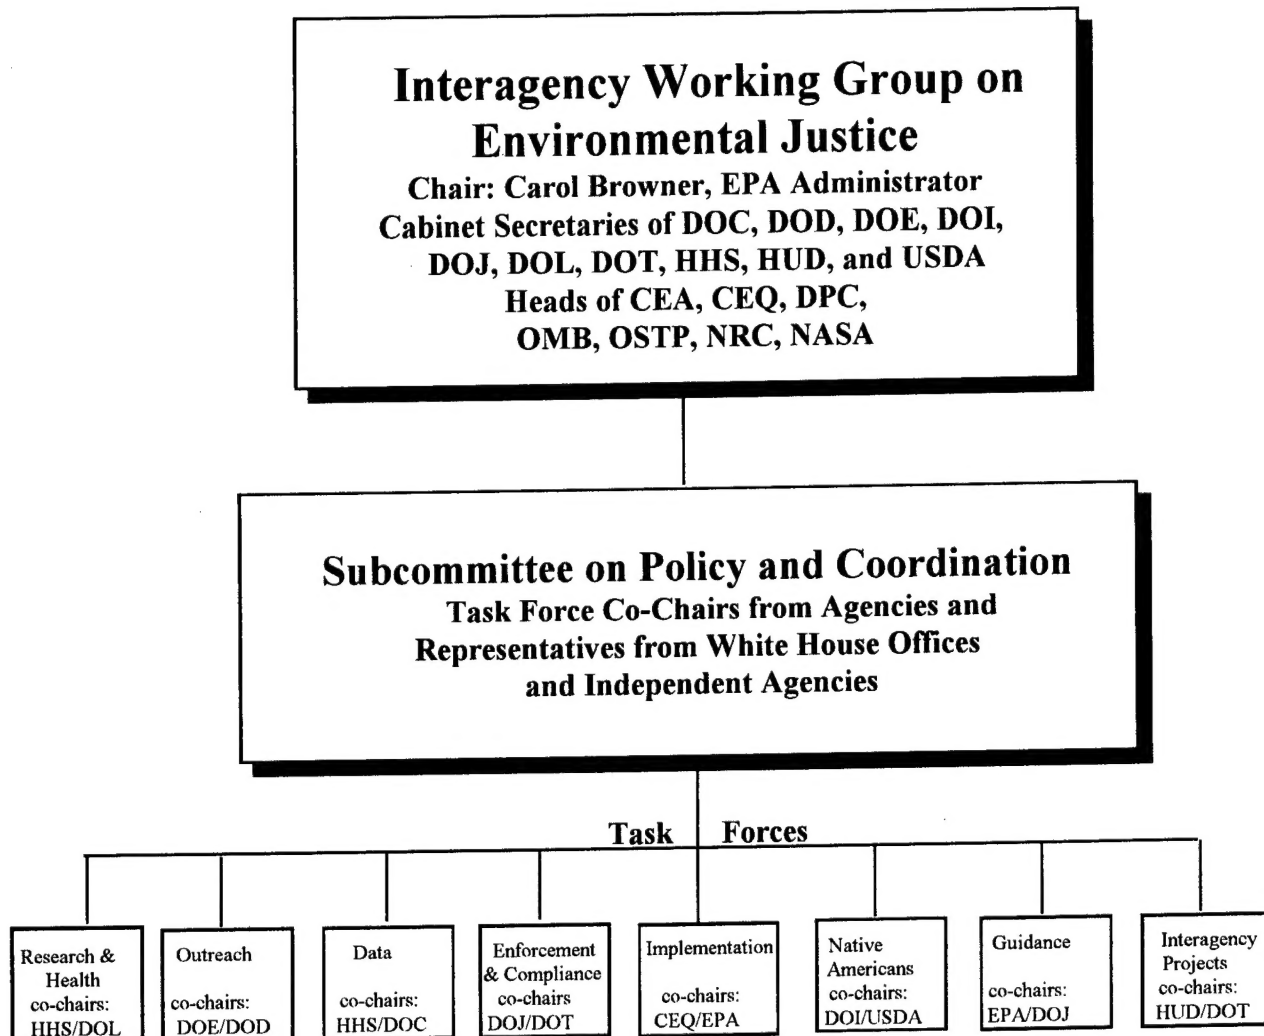 Interagency Working Group on
Environmental Justice
Chair: Carol Browner, EPA Administrator
Cabinet Secretaries of DOC, DOD, DOE, DOI,
DOJ, DOL, DOT, HHS, HUD, and USDA
Heads of CEA, CEQ, DPC,
OMB, OSTP, NRC, NASA
Subcommittee on Policy and Coordination
Task Force Co-Chairs from Agencies and
Representatives from White House Offices
and Independent Agencies
Task Forces
Research &
Health
co-chairs:
HHS/DOL
Outreach
co-chairs:
DOE/DOD
Data
co-chairs:
HHS/DOC
Enforcement
& Compliance
co-chairs
DOJ/DOT
Implementation
co-chairs:
CEQ/EPA
Native
Americans
co-chairs:
DOI/USDA
Guidance
co-chairs:
EPA/DOJ
Interagency
Projects
co-chairs:
HUD/DOT